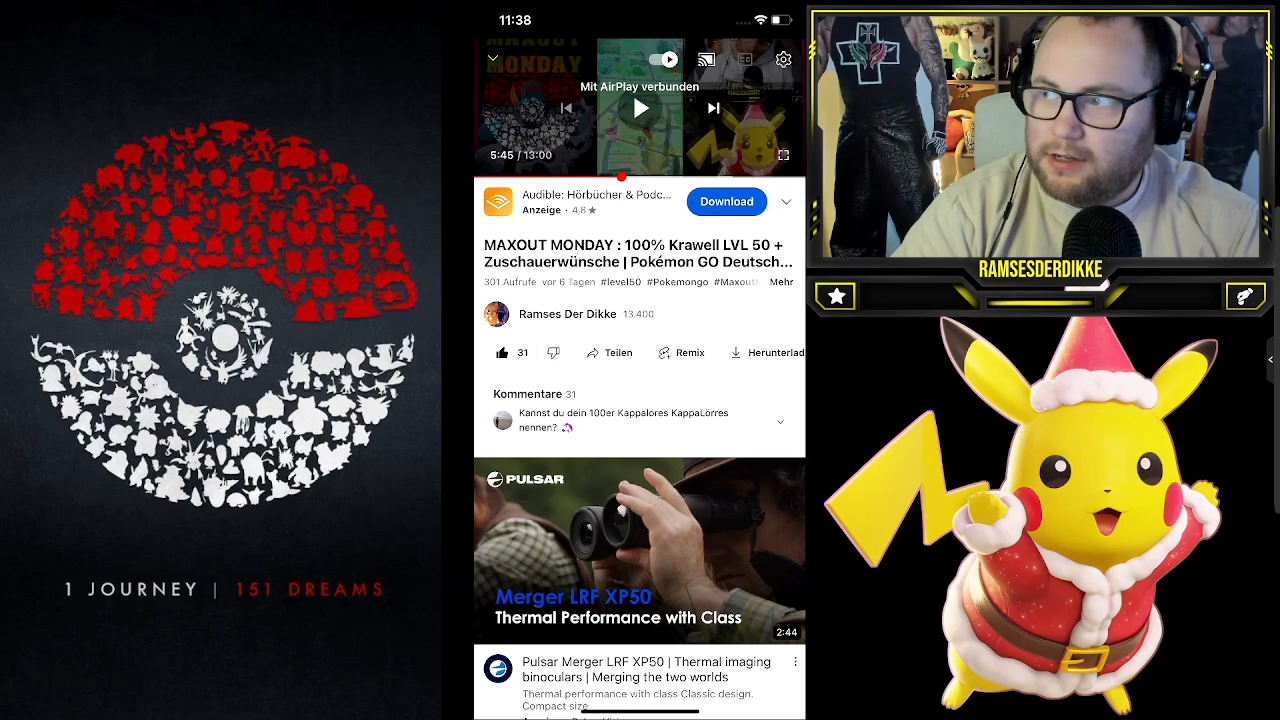 1 JOURNEY | 151 DREAMS
11:38
MAXOUT
MONDAY
CC
Mit AirPlay verbunden
5:45 / 13:00
Audible: Hörbücher & Podc...
Anzeige · 4,8 ★
Download
MAXOUT MONDAY : 100% Krawell LVL 50 +
Zuschauerwünsche | Pokémon GO Deutsch...
301 Aufrufe vor 6 Tagen #level50 #Pokemongo #Maxout Mehr
Ramses Der Dikke 13.400
31 Teilen Remix Herunterlad
Kommentare 31
Kannst du dein 100er Kappalores KappaLörres
nennen?
PULSAR
Merger LRF XP50
Thermal Performance with Class
2:44
Pulsar Merger LRF XP50 | Thermal imaging
binoculars | Merging the two worlds
Thermal performance with class Classic design.
Compact size
RAMSESDERDIKKE